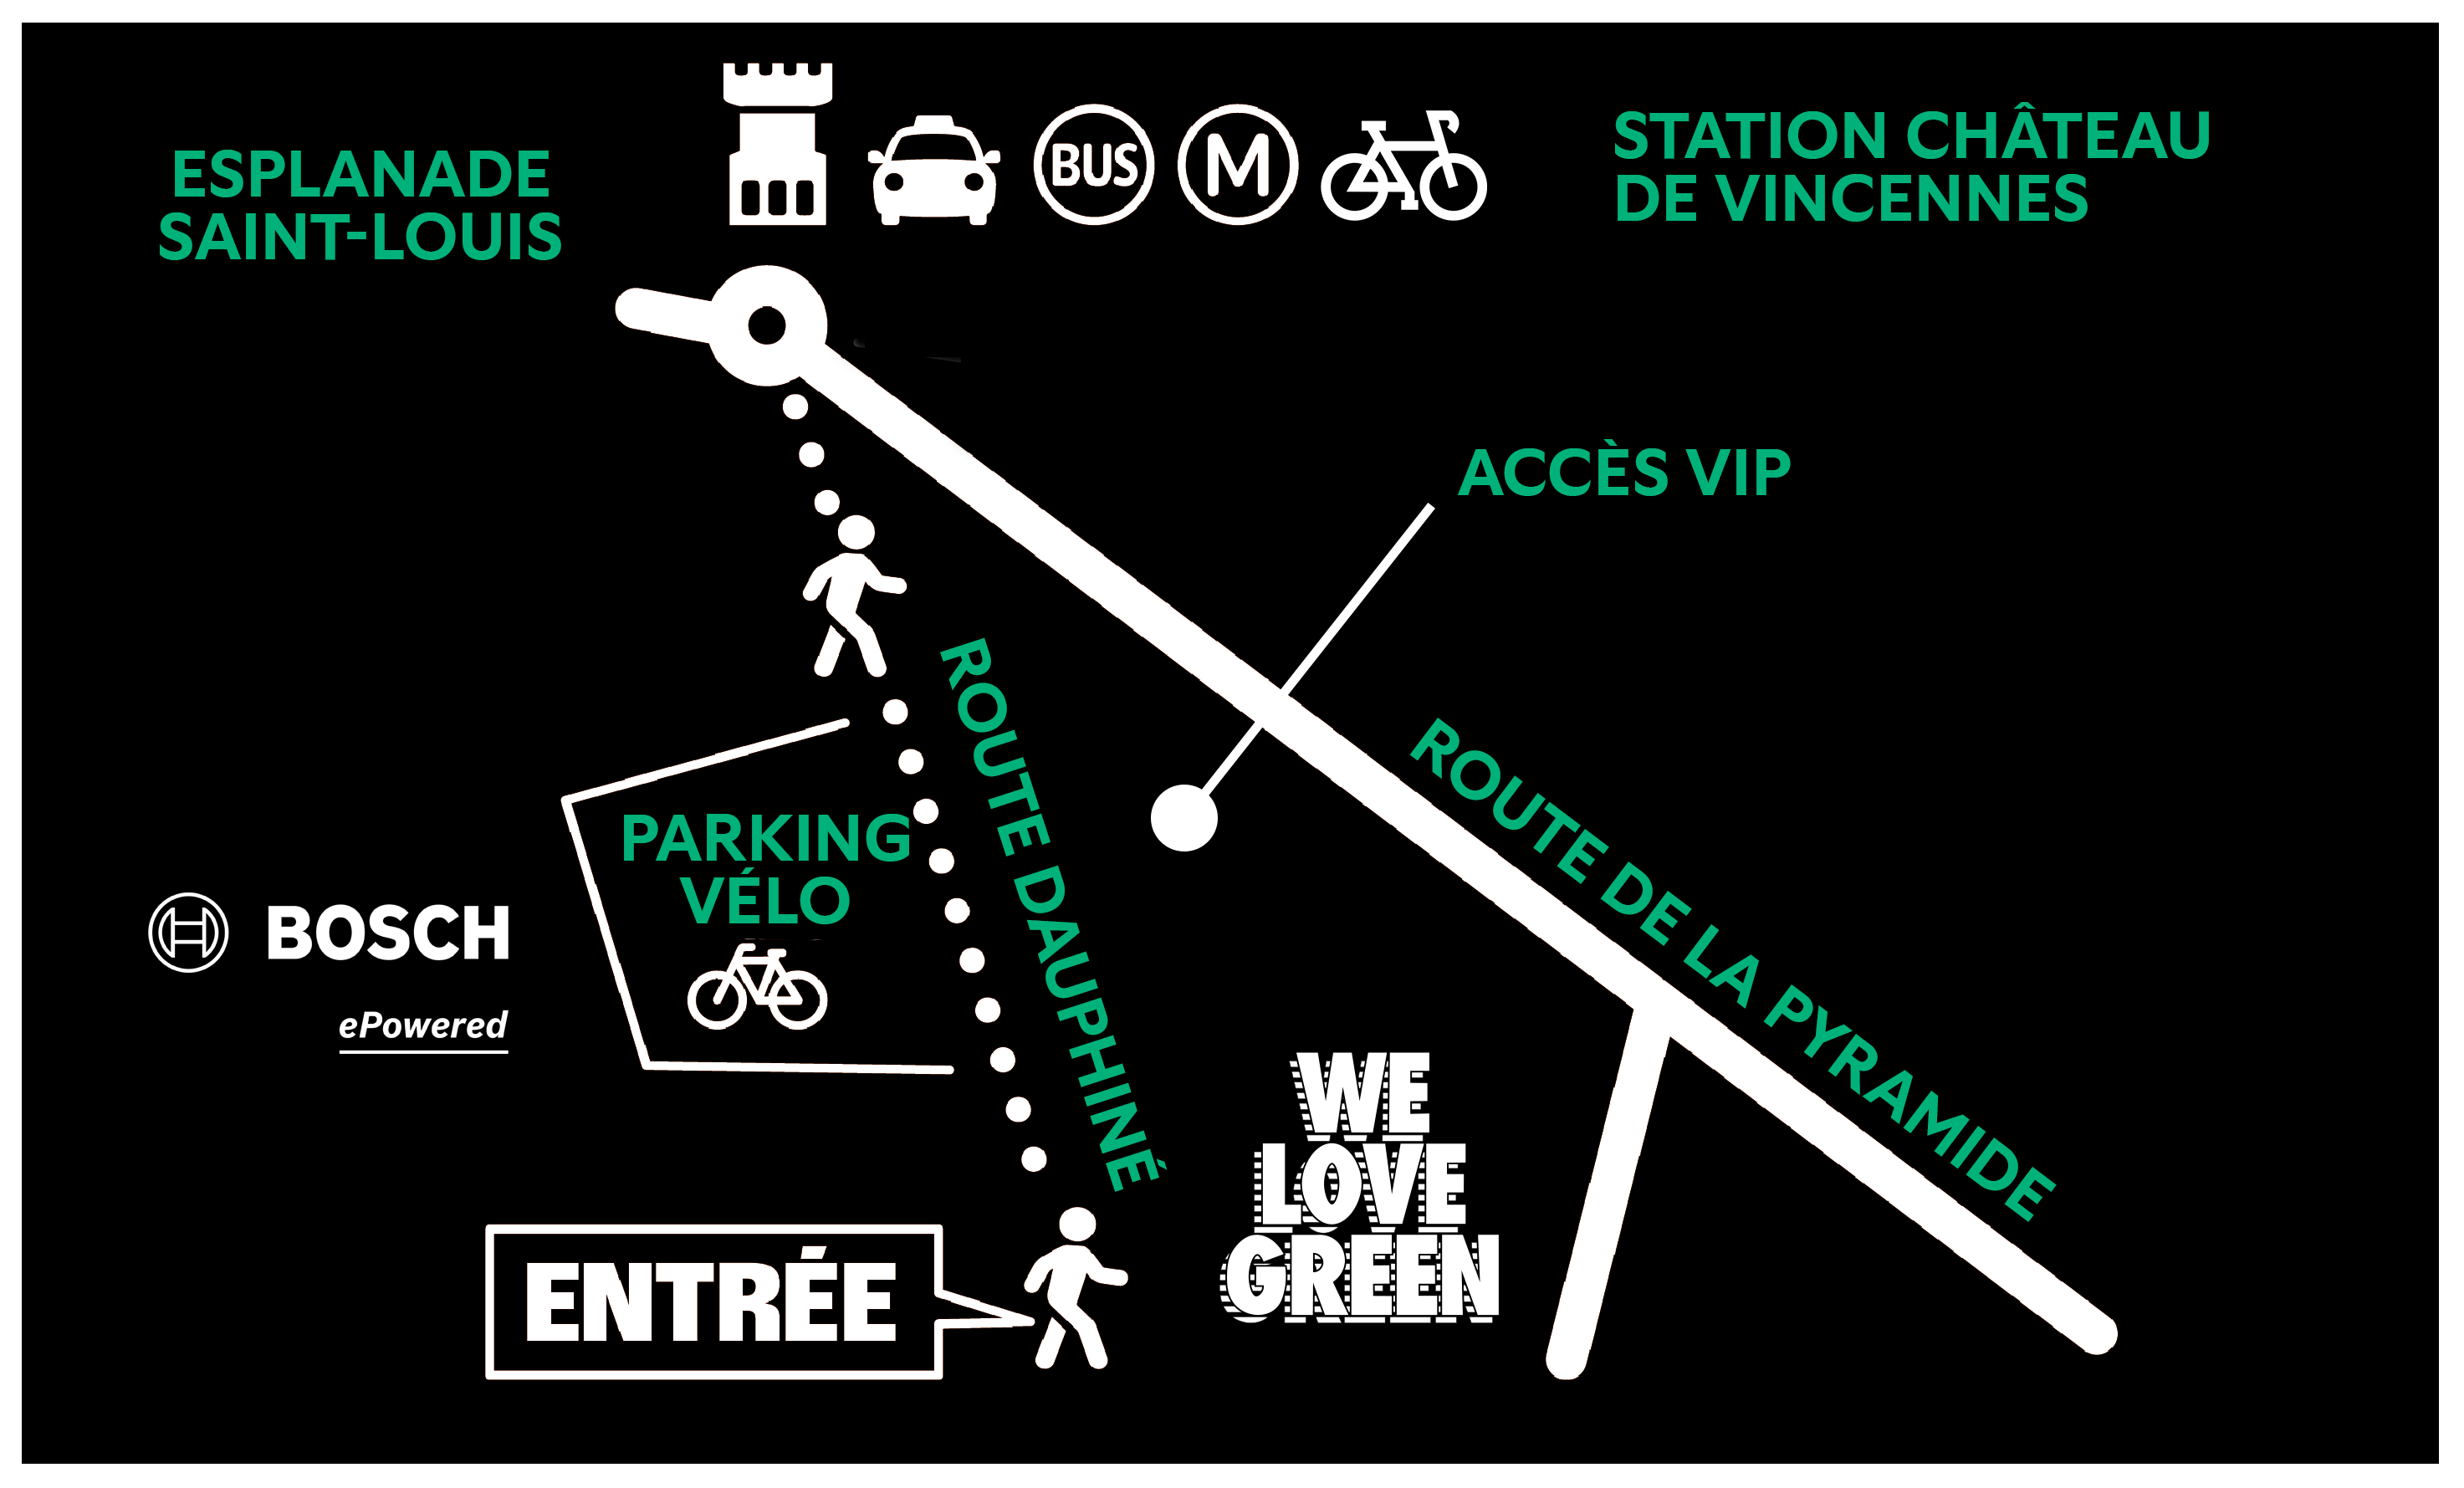 ESPLANADE
SAINT-LOUIS
BUS
M
STATION CHÂTEAU
DE VINCENNES
ACCÈS VIP
ROUTE DAUPHINÉ
ROUTE DE LA PYRAMIDE
PARKING
VÉLO
BOSCH
ePowered
WE
LOVE
GREEN
ENTRÉE